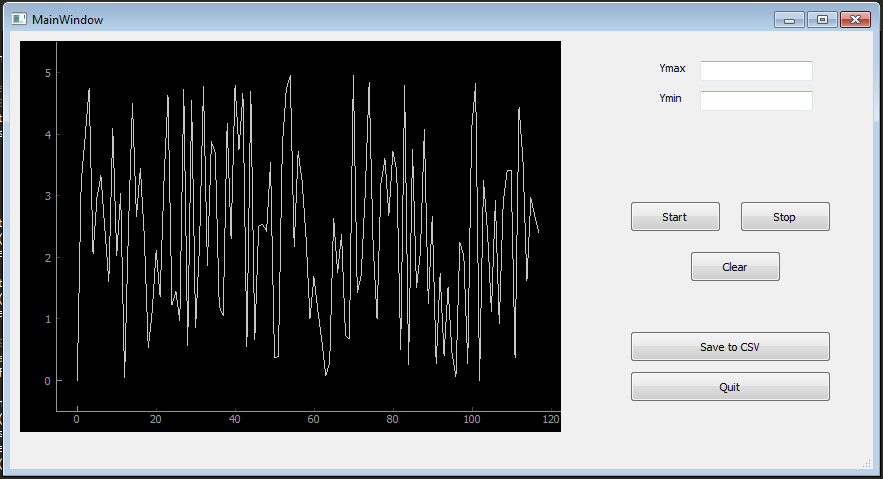 MainWindow
5
4
3
2
1
0
0 20 40 60 80 100 120
Ymax
Ymin
Start Stop
Clear
Save to CSV
Quit